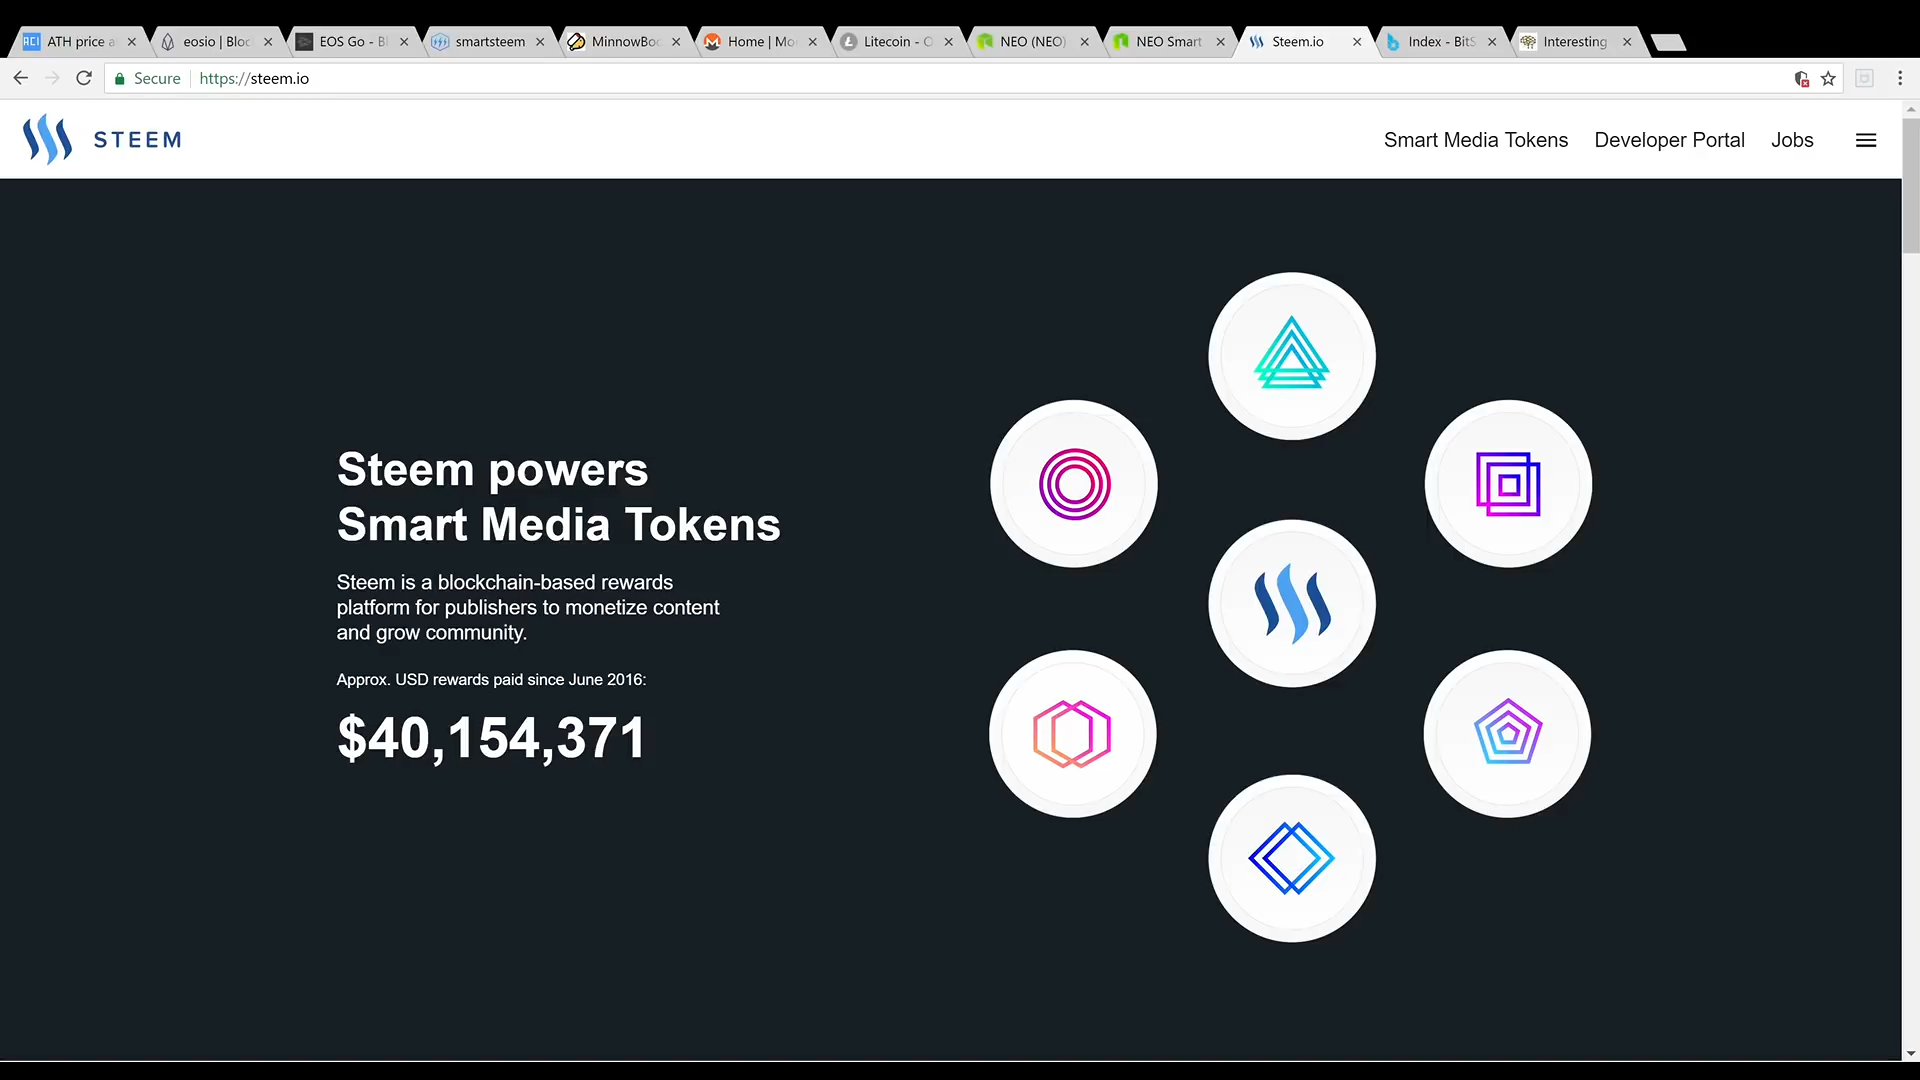 ATH price a
eosio | Bloc
EOS Go - Bl
smartsteem
MinnowBoo
Home | Mo
Litecoin - O
NEO (NEO)
NEO Smart
Steem.io
Index - BitS
Interesting
Secure
https://steem.io
STEEM
Smart Media Tokens
Developer Portal
Jobs
Steem powers
Smart Media Tokens
Steem is a blockchain-based rewards
platform for publishers to monetize content
and grow community.
Approx. USD rewards paid since June 2016:
$40,154,371